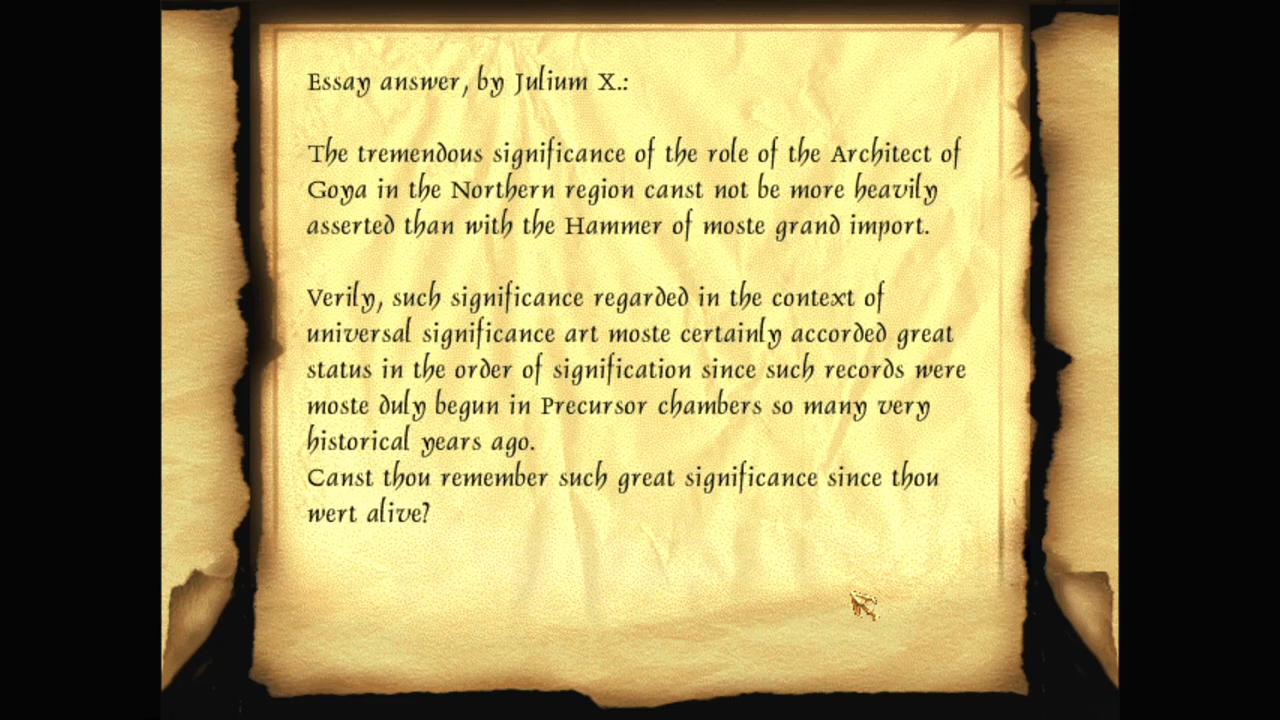 Essay answer, by Julium X.:
The tremendous significance of the role of the Architect of
Goya in the Northern region canst not be more heavily
asserted than with the Hammer of moste grand import.
Verily, such significance regarded in the context of
universal significance art moste certainly accorded great
status in the order of signification since such records were
moste duly begun in Precursor chambers so many very
historical years ago.
Canst thou remember such great significance since thou
wert alive?